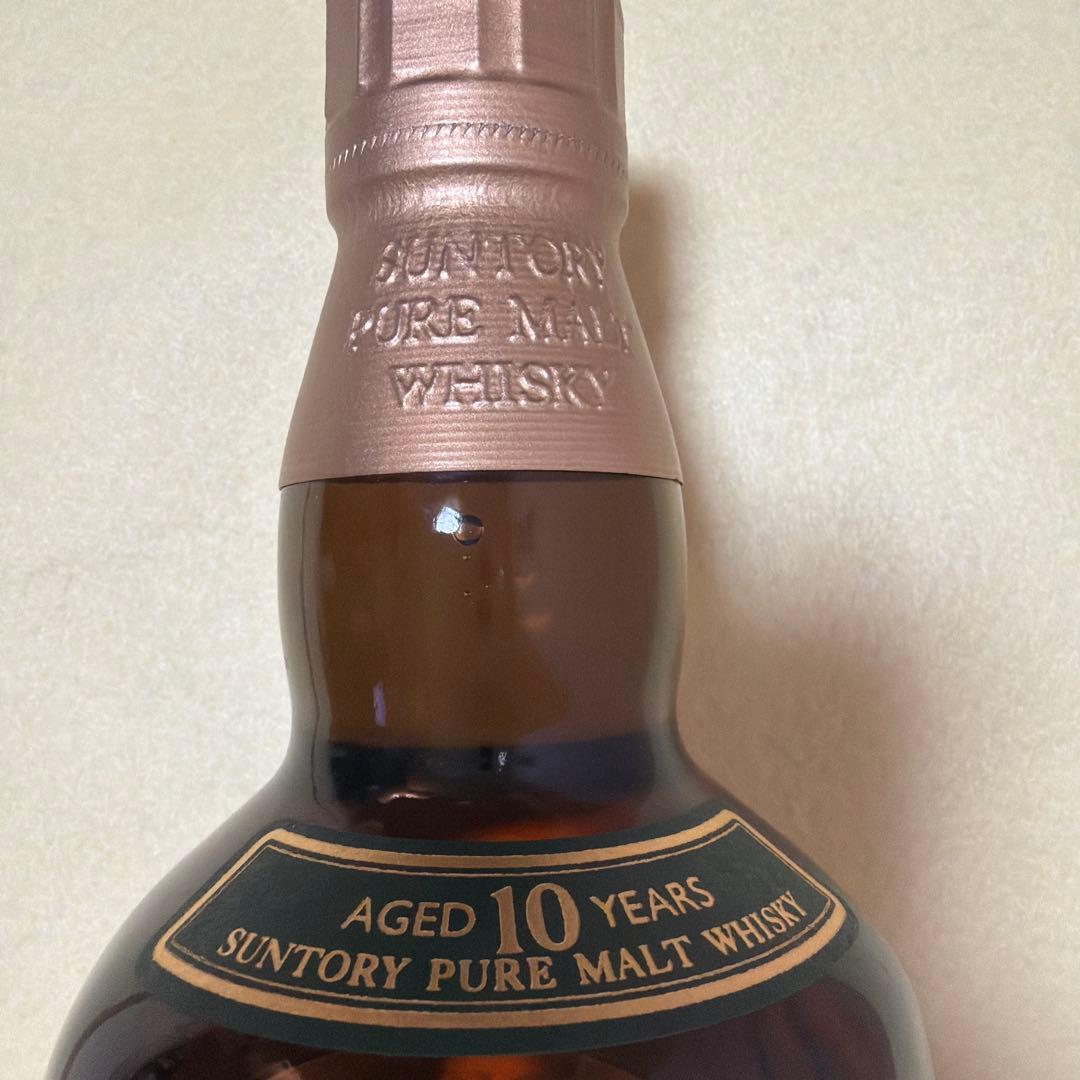 SUNTORY
PURE MALT
WHISKY
AGED 10 YEARS
SUNTORY PURE MALT WHISKY